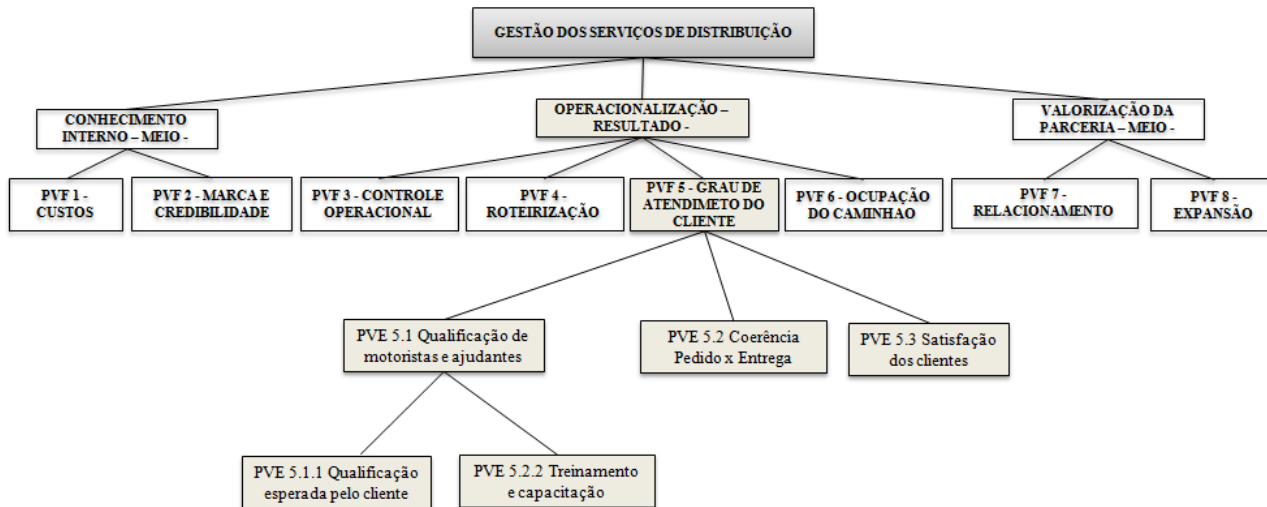 GESTÃO DOS SERVIÇOS DE DISTRIBUIÇÃO
CONHECIMENTO
INTERNO – MEIO -
OPERACIONALIZAÇÃO –
RESULTADO -
VALORIZAÇÃO DA
PARCERIA – MEIO -
PVF 1 -
CUSTOS
PVF 2 - MARCA E
CREDIBILIDADE
PVF 3 - CONTROLE
OPERACIONAL
PVF 4 -
ROTEIRIZAÇÃO
PVF 5 - GRAU DE
ATENDIMETO DO
CLIENTE
PVF 6 - OCUPAÇÃO
DO CAMINHAO
PVF 7 -
RELACIONAMENTO
PVF 8 -
EXPANSÃO
PVE 5.1 Qualificação de
motoristas e ajudantes
PVE 5.2 Coerência
Pedido x Entrega
PVE 5.3 Satisfação
dos clientes
PVE 5.1.1 Qualificação
esperada pelo cliente
PVE 5.2.2 Treinamento
e capacitação